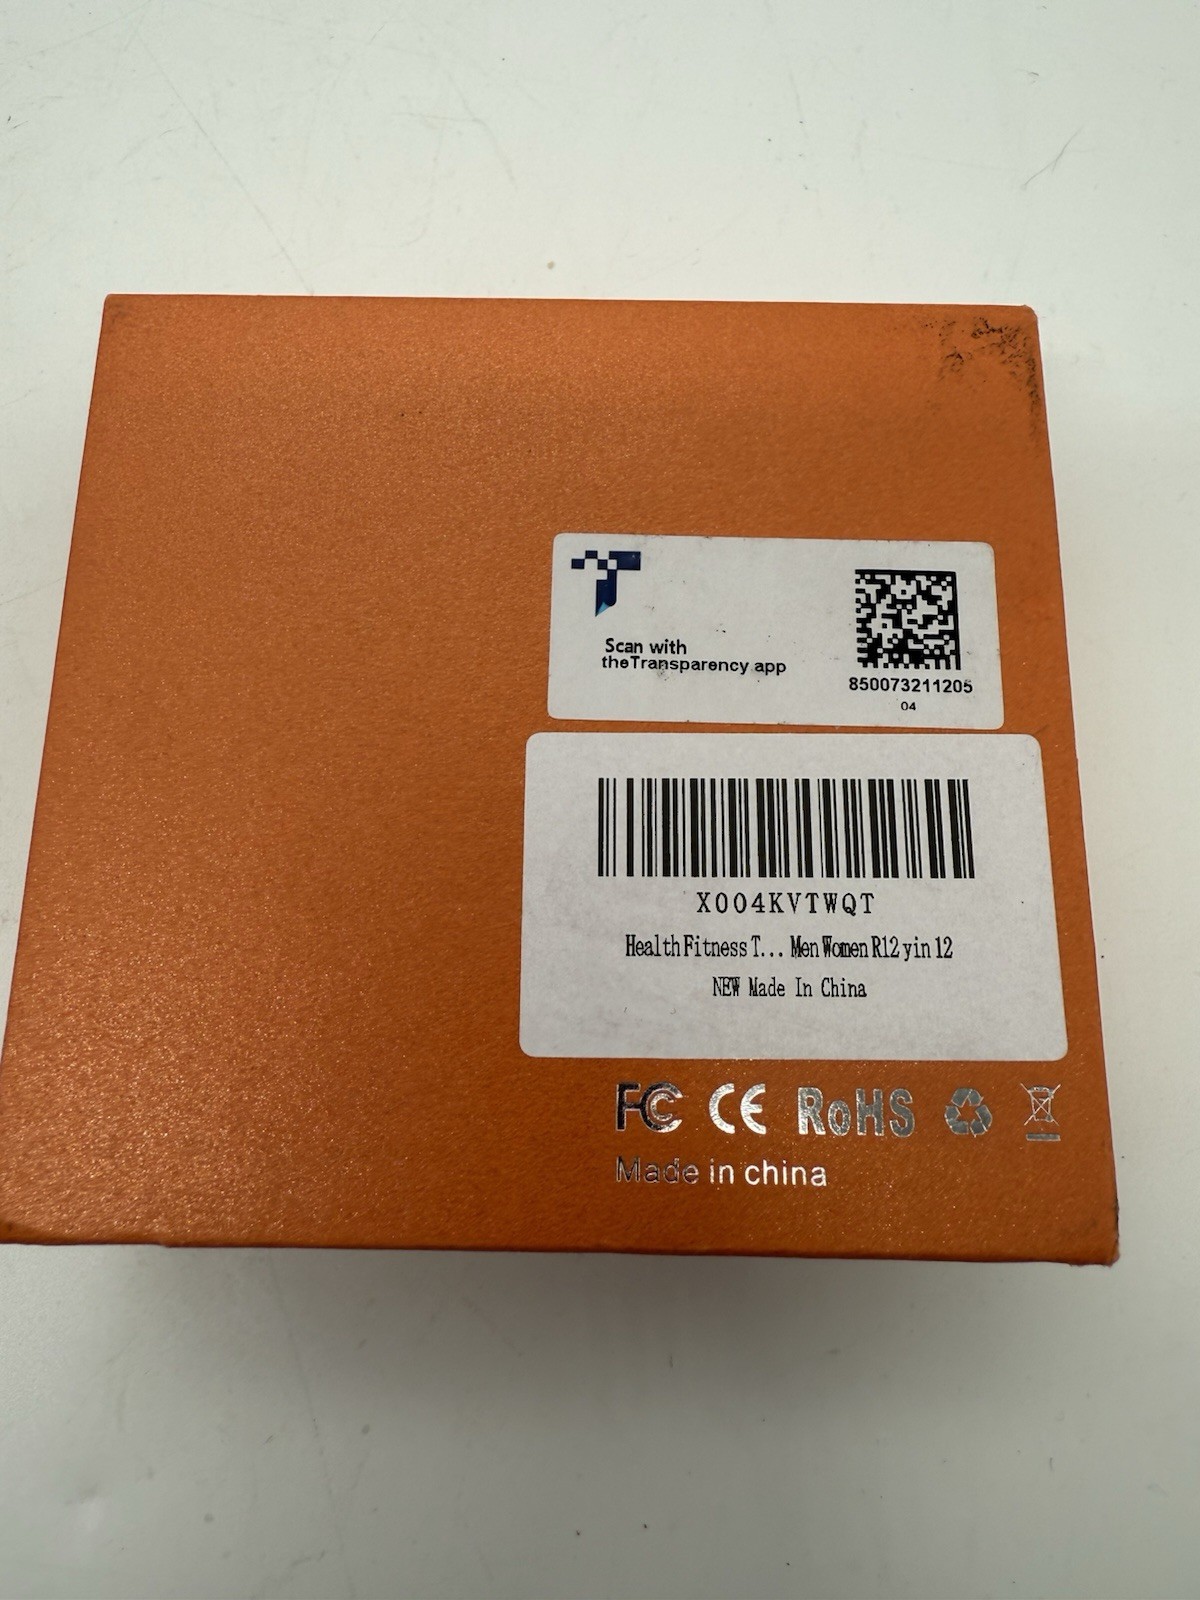 Scan with
theTransparency app
850073211205
04
X004KVTWQT
Health Fitness T... Men Women R12 yin 12
NEW Made In China
FC CE RoHS
Made in china